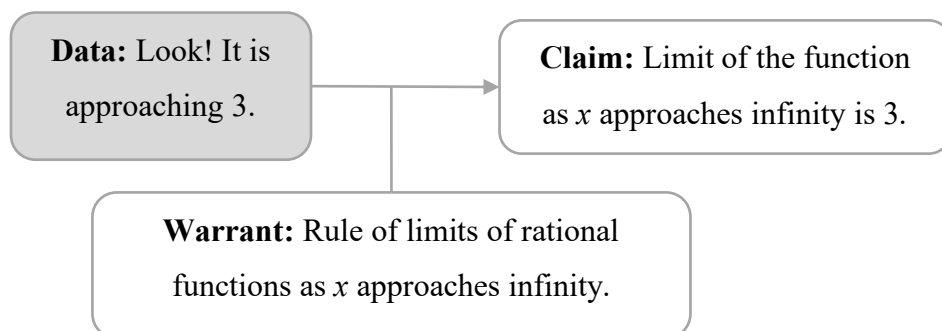 Data: Look! It is
approaching 3.
Claim: Limit of the function
as x approaches infinity is 3.
Warrant: Rule of limits of rational
functions as x approaches infinity.